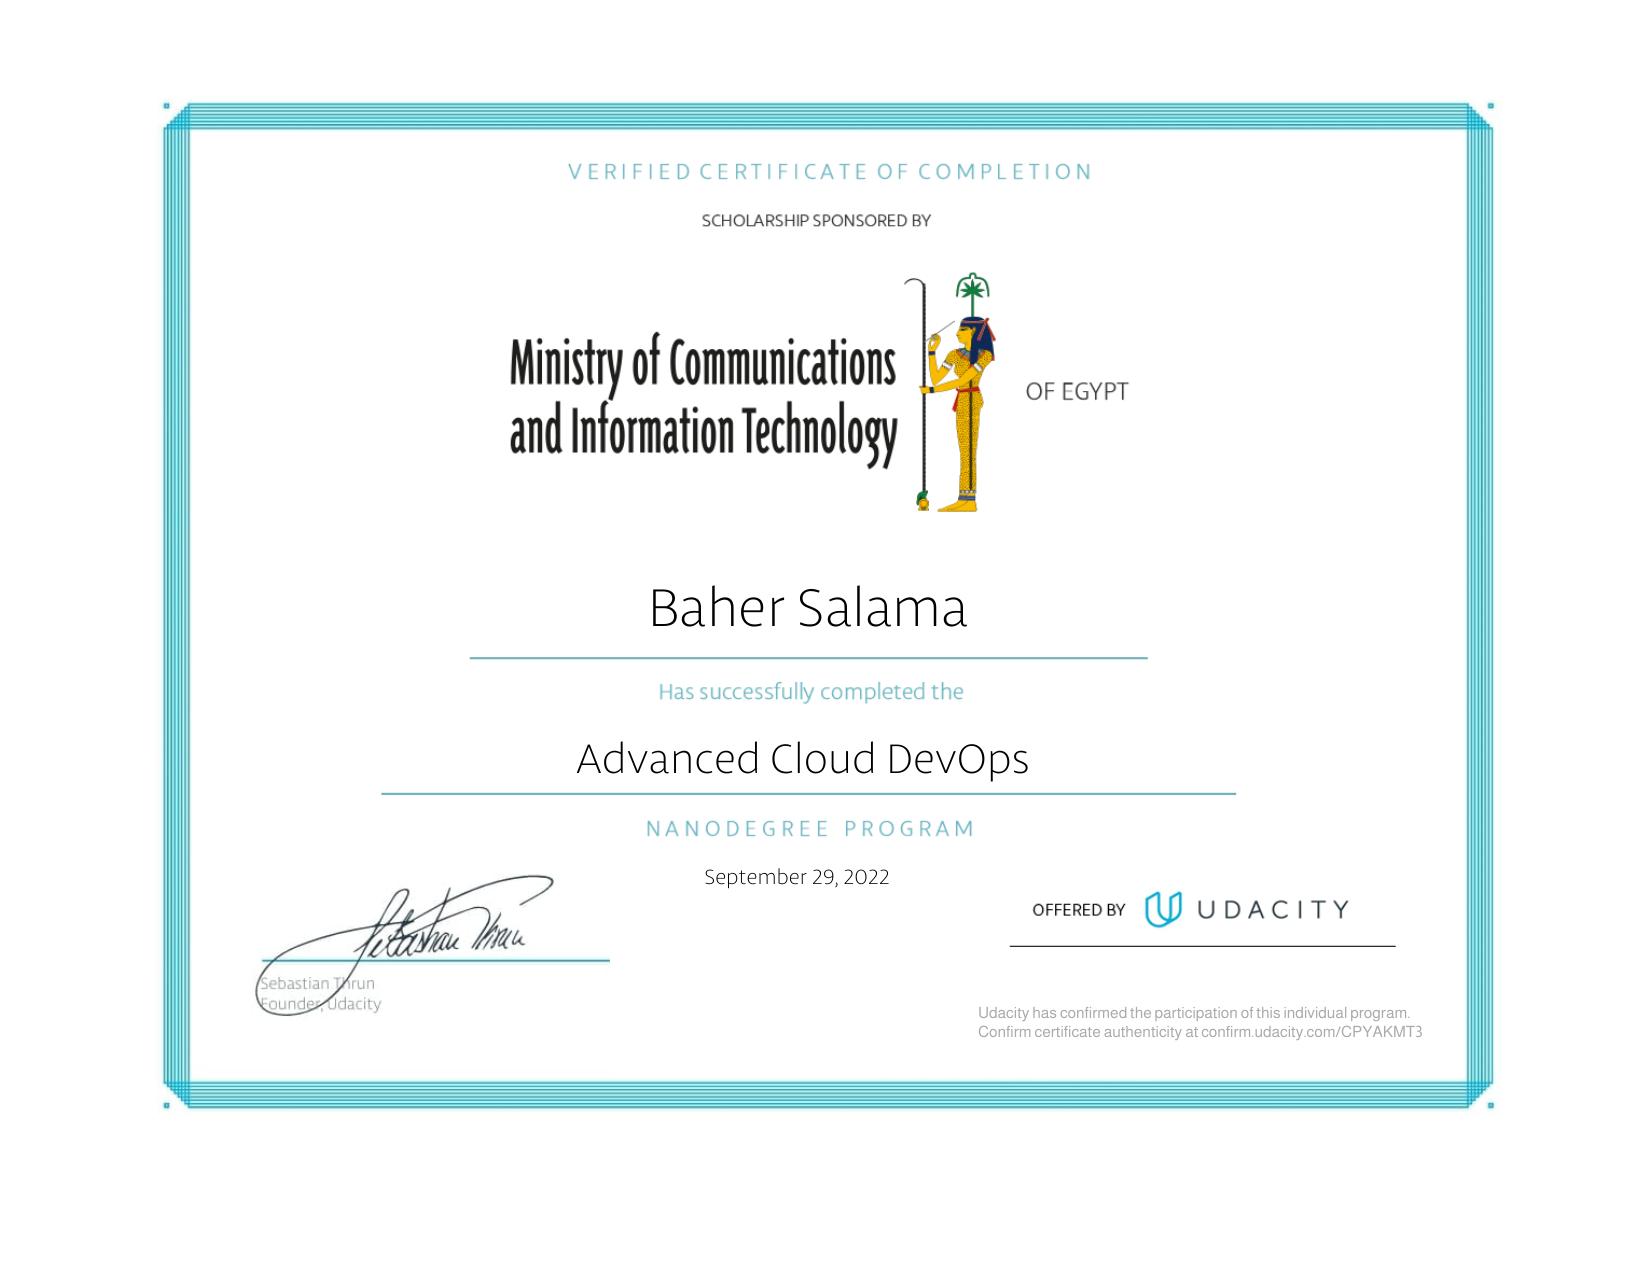 VERIFIED CERTIFICATE OF COMPLETION
SCHOLARSHIP SPONSORED BY
Ministry of Communications
and Information Technology
OF EGYPT
Baher Salama
Has successfully completed the
Advanced Cloud DevOps
NANODEGREE PROGRAM
September 29, 2022
Sebastian Thrun
OFFERED BY UDACITY
Sebastian Thrun
Founder, Udacity
Udacity has confirmed the participation of this individual program.
Confirm certificate authenticity at confirm.udacity.com/CPYAKMT3